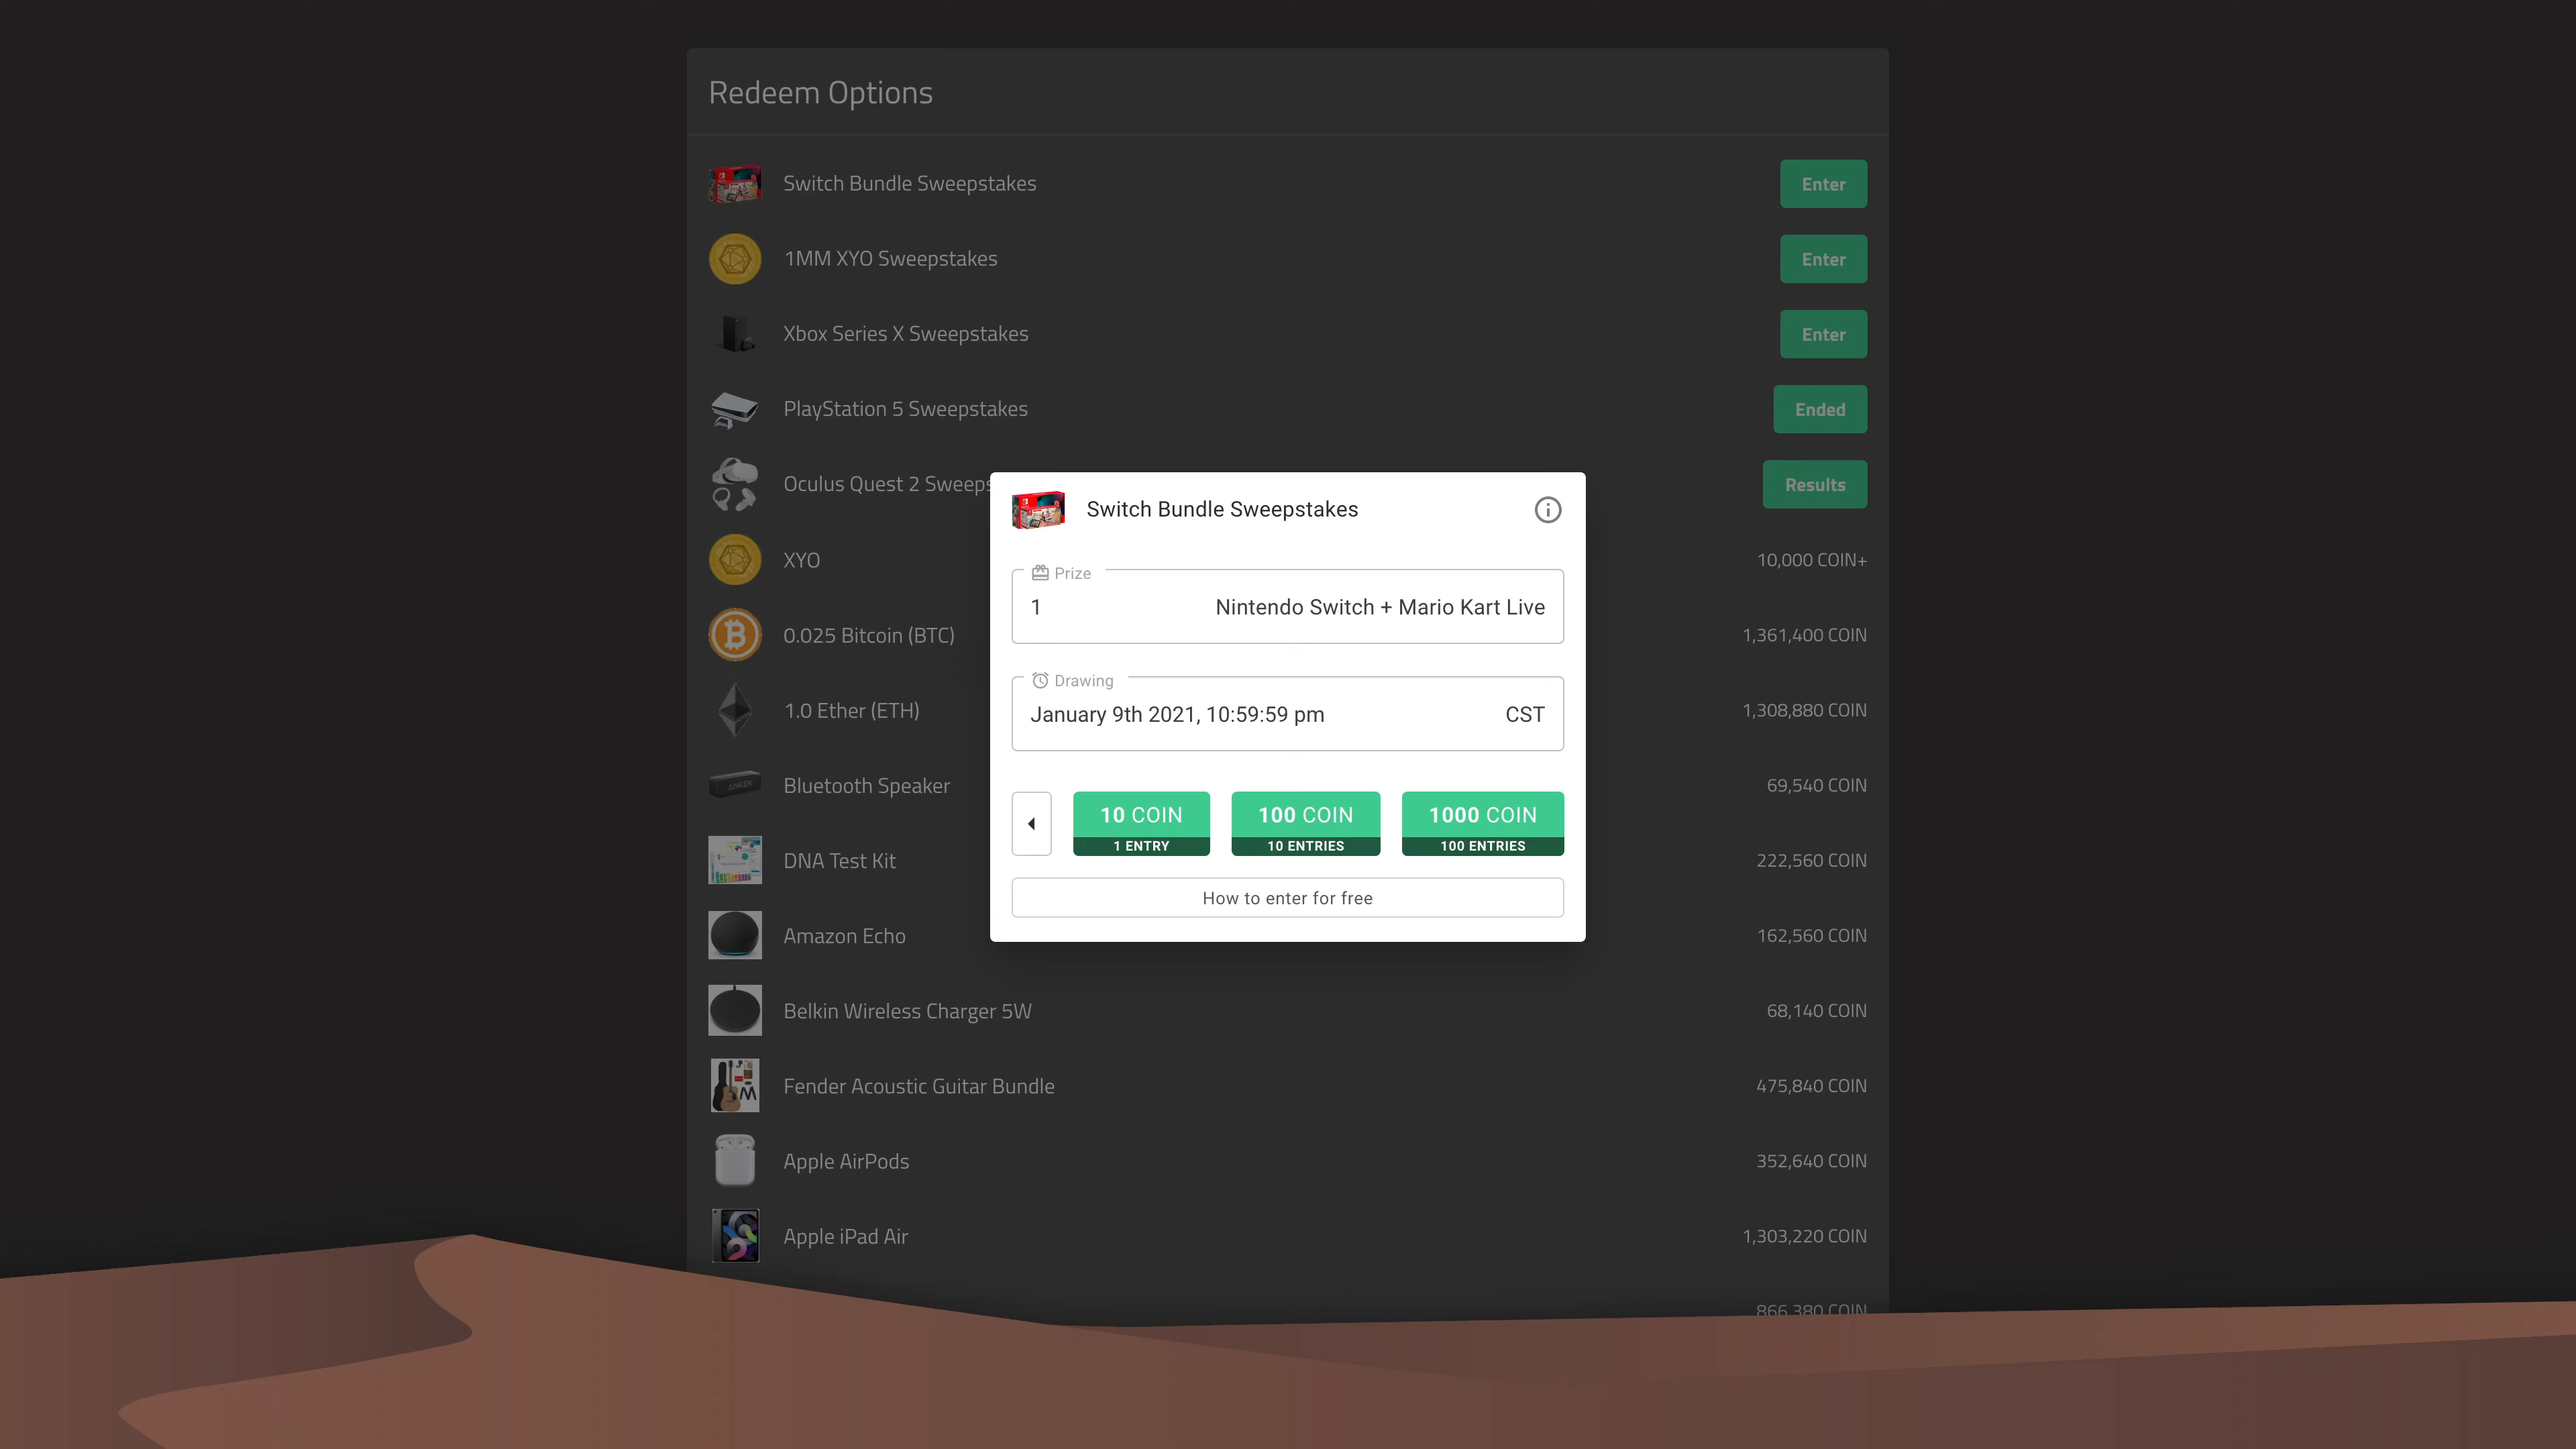 Redeem Options
Switch Bundle Sweepstakes Enter
1MM XYO Sweepstakes Enter
Xbox Series X Sweepstakes Enter
PlayStation 5 Sweepstakes Ended
Oculus Quest 2 Sweeps Results
XYO 10,000 COIN+
0.025 Bitcoin (BTC) 1,361,400 COIN
1.0 Ether (ETH) 1,308,880 COIN
Bluetooth Speaker 69,540 COIN
ANKER
DNA Test Kit 222,560 COIN
Amazon Echo 162,560 COIN
Belkin Wireless Charger 5W 68,140 COIN
Fender Acoustic Guitar Bundle 475,840 COIN
Apple AirPods 352,640 COIN
Apple iPad Air 1,303,220 COIN
866,380 COIN
Switch Bundle Sweepstakes
Prize
1 Nintendo Switch + Mario Kart Live
Drawing
January 9th 2021, 10:59:59 pm CST
10 COIN 100 COIN 1000 COIN
1 ENTRY 10 ENTRIES 100 ENTRIES
How to enter for free